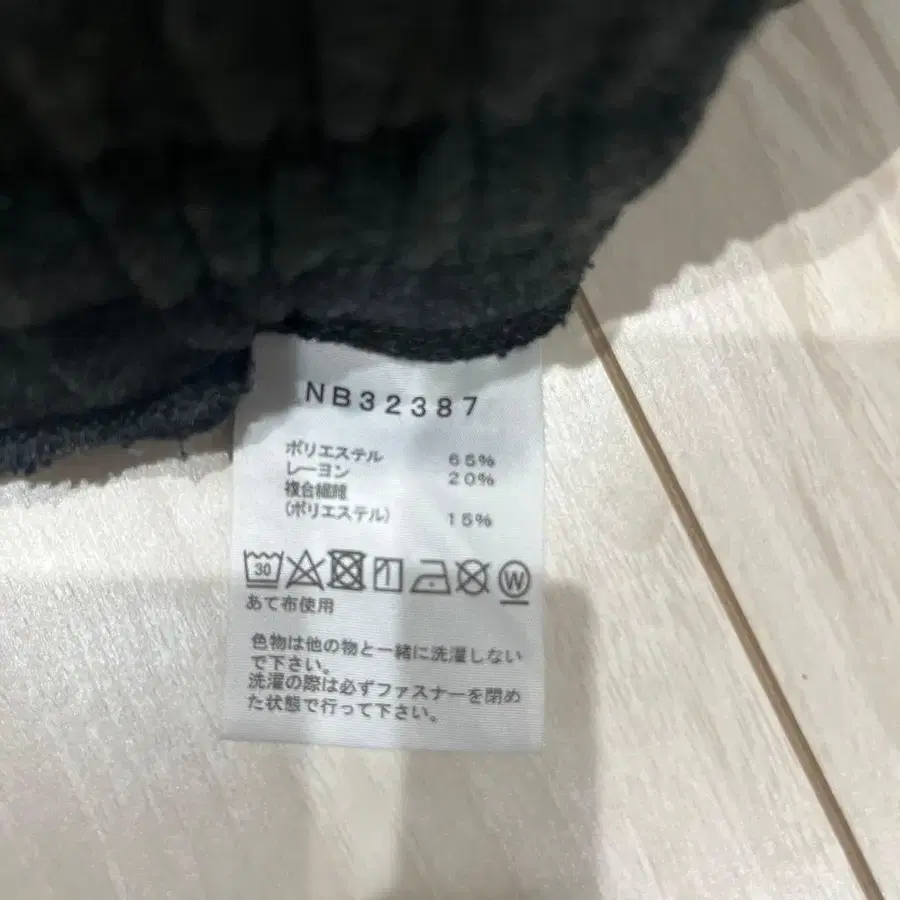 NB32387
ポリエステル 65%
レーヨン 20%
複合繊維
(ポリエステル) 15%
30 W
あて布使用
色物は他の物と一緒に洗濯しない
で下さい。
洗濯の際は必ずファスナーを閉め
た状態で行って下さい。